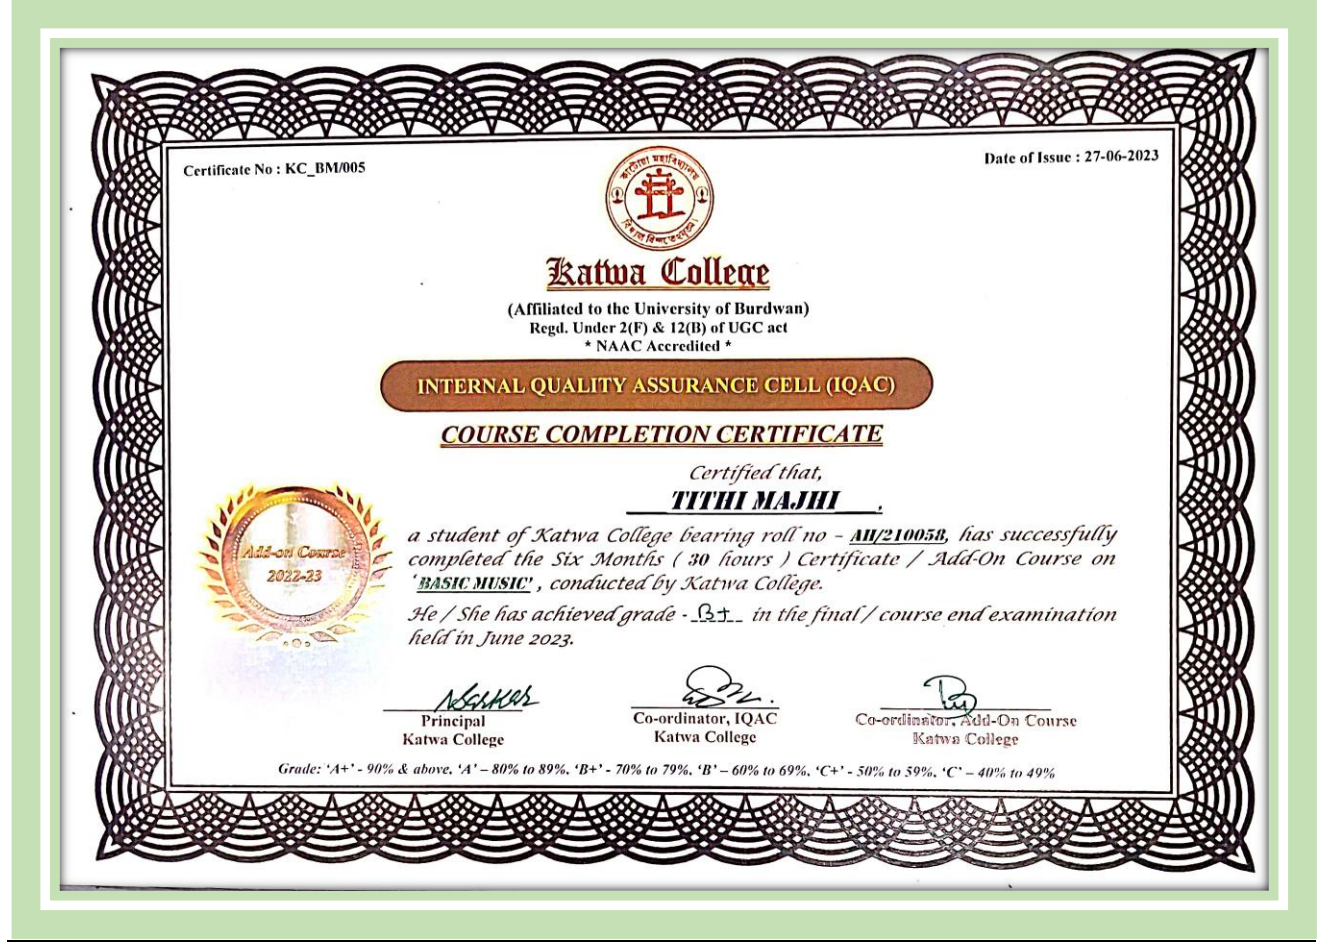 Certificate No : KC_BM/005
Date of Issue : 27-06-2023
কাটোয়া মহাবিদ্যালয়
Katwa College
(Affiliated to the University of Burdwan)
Regd. Under 2(F) & 12(B) of UGC act
* NAAC Accredited *
INTERNAL QUALITY ASSURANCE CELL (IQAC)
COURSE COMPLETION CERTIFICATE
Certified that,
TITHI MAJHI .
a student of Katwa College bearing roll no - AH/210058, has successfully
completed the Six Months ( 30 hours ) Certificate / Add-On Course on
'BASIC MUSIC' , conducted by Katwa College.
He / She has achieved grade - B+ in the final / course end examination
held in June 2023.
Add-on Course
2022-23
NSarkar
Principal
Katwa College
Co-ordinator, IQAC
Katwa College
Co-ordinator, Add-On Course
Katwa College
Grade: ‘A+’ - 90% & above, ‘A’ – 80% to 89%, ‘B+’ - 70% to 79%, ‘B’ – 60% to 69%, ‘C+’ - 50% to 59%, ‘C’ – 40% to 49%